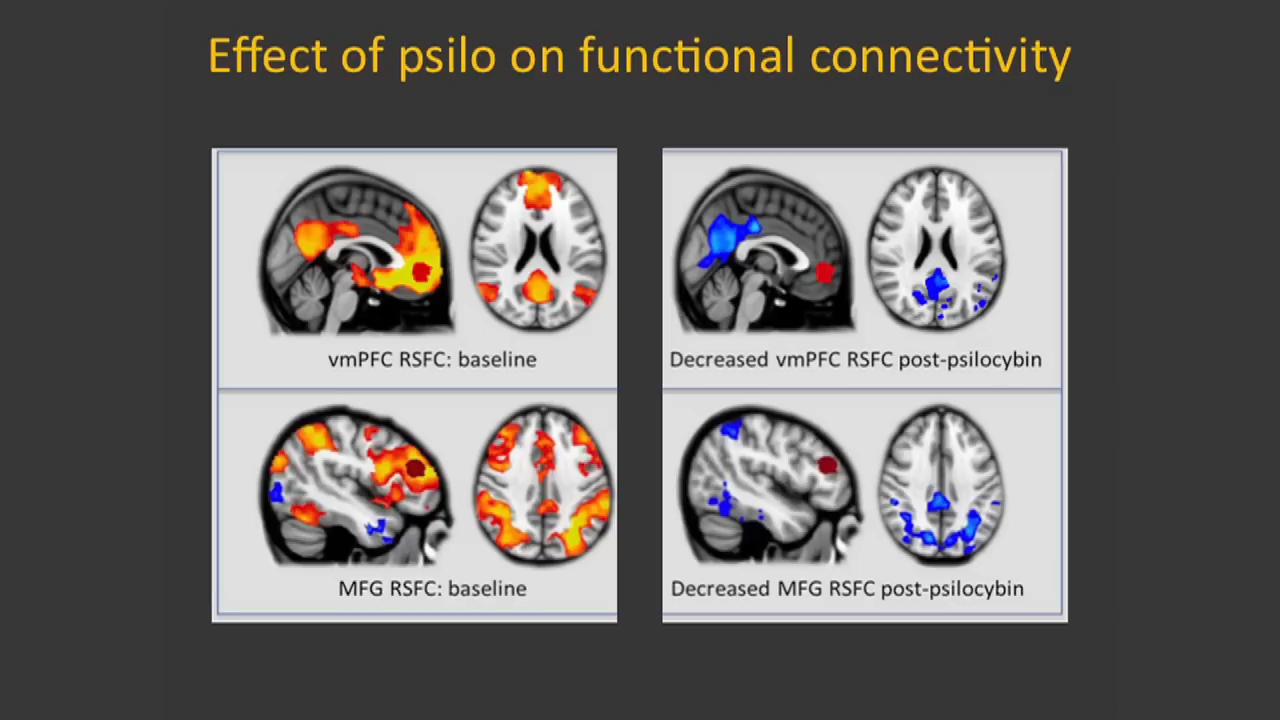 Effect of psilo on functional connectivity
vmPFC RSFC: baseline
Decreased vmPFC RSFC post-psilocybin
MFG RSFC: baseline
Decreased MFG RSFC post-psilocybin